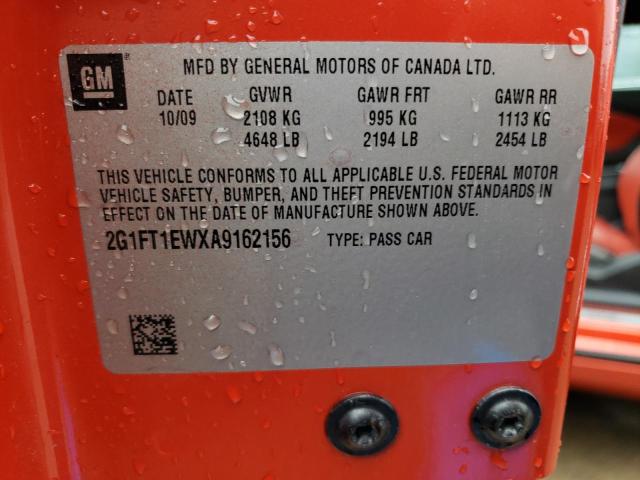 GM ® MFD BY GENERAL MOTORS OF CANADA LTD.
DATE GVWR GAWR FRT GAWR RR
10/09 2108 KG 995 KG 1113 KG
4648 LB 2194 LB 2454 LB
THIS VEHICLE CONFORMS TO ALL APPLICABLE U.S. FEDERAL MOTOR
VEHICLE SAFETY, BUMPER, AND THEFT PREVENTION STANDARDS IN
EFFECT ON THE DATE OF MANUFACTURE SHOWN ABOVE.
2G1FT1EWXA9162156 TYPE: PASS CAR